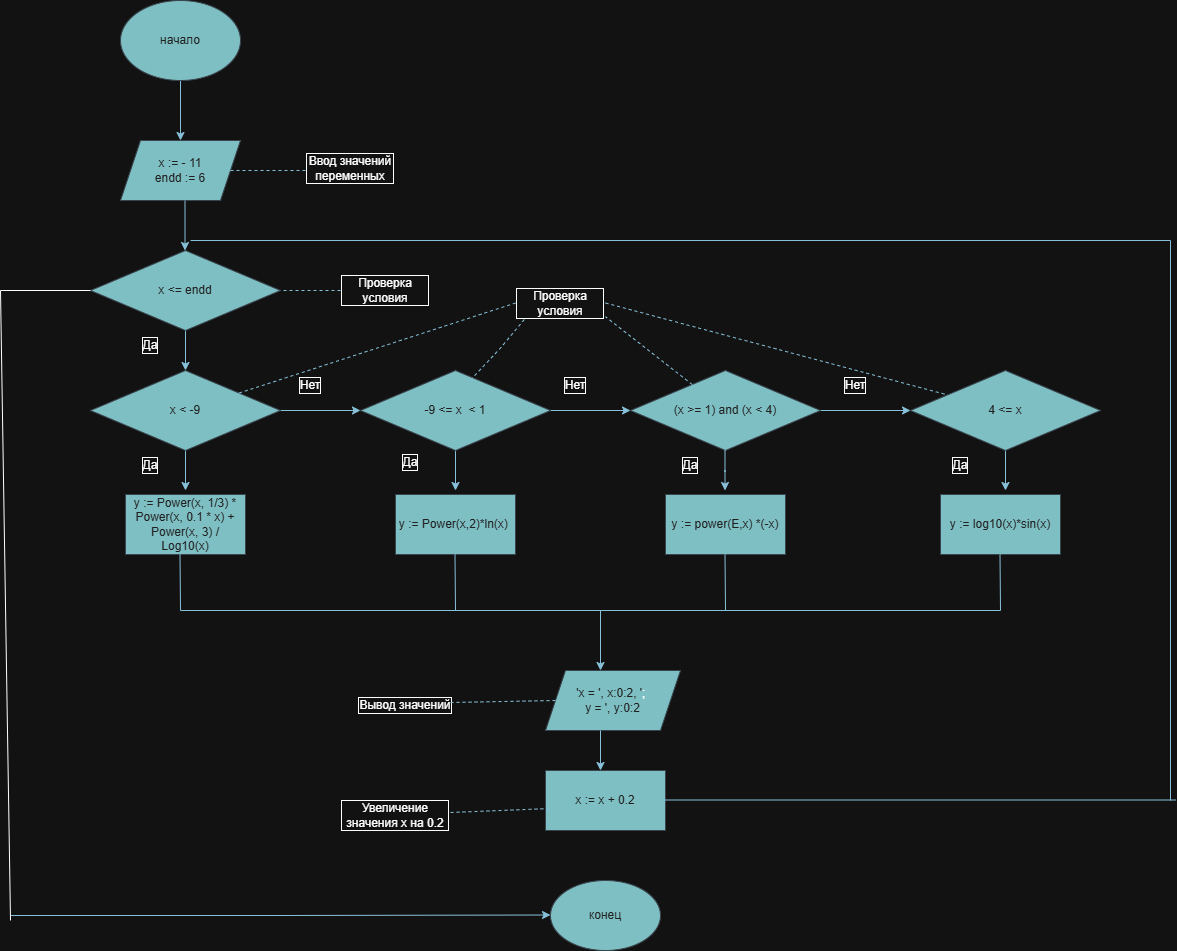 начало
x := - 11
endd := 6
Ввод значений
переменных
x <= endd
Проверка
условия
Проверка
условия
Да
Нет
Нет
Нет
x < -9
-9 <= x < 1
(x >= 1) and (x < 4)
4 <= x
Да
Да
Да
Да
y := Power(x, 1/3) *
Power(x, 0.1 * x) +
Power(x, 3) /
Log10(x)
y := Power(x,2)*ln(x)
y := power(E,x) *(-x)
y := log10(x)*sin(x)
'x = ', x:0:2, ';
y = ', y:0:2
Вывод значений
x := x + 0.2
Увеличение
значения x на 0.2
конец